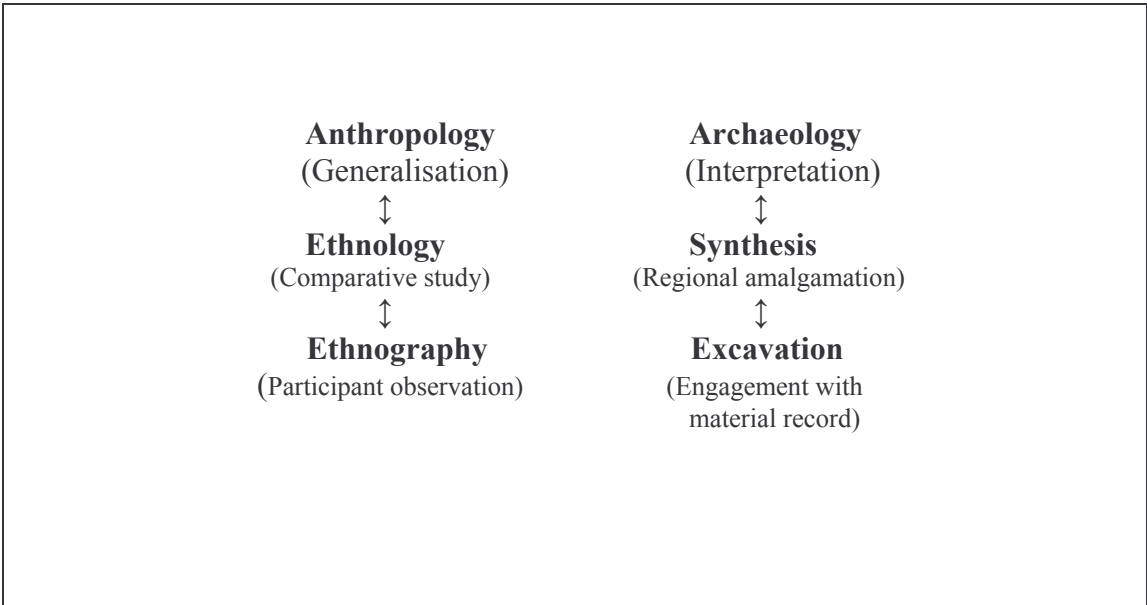 Anthropology
(Generalisation)
↕
Ethnology
(Comparative study)
↕
Ethnography
(Participant observation)
Archaeology
(Interpretation)
↕
Synthesis
(Regional amalgamation)
↕
Excavation
(Engagement with
material record)